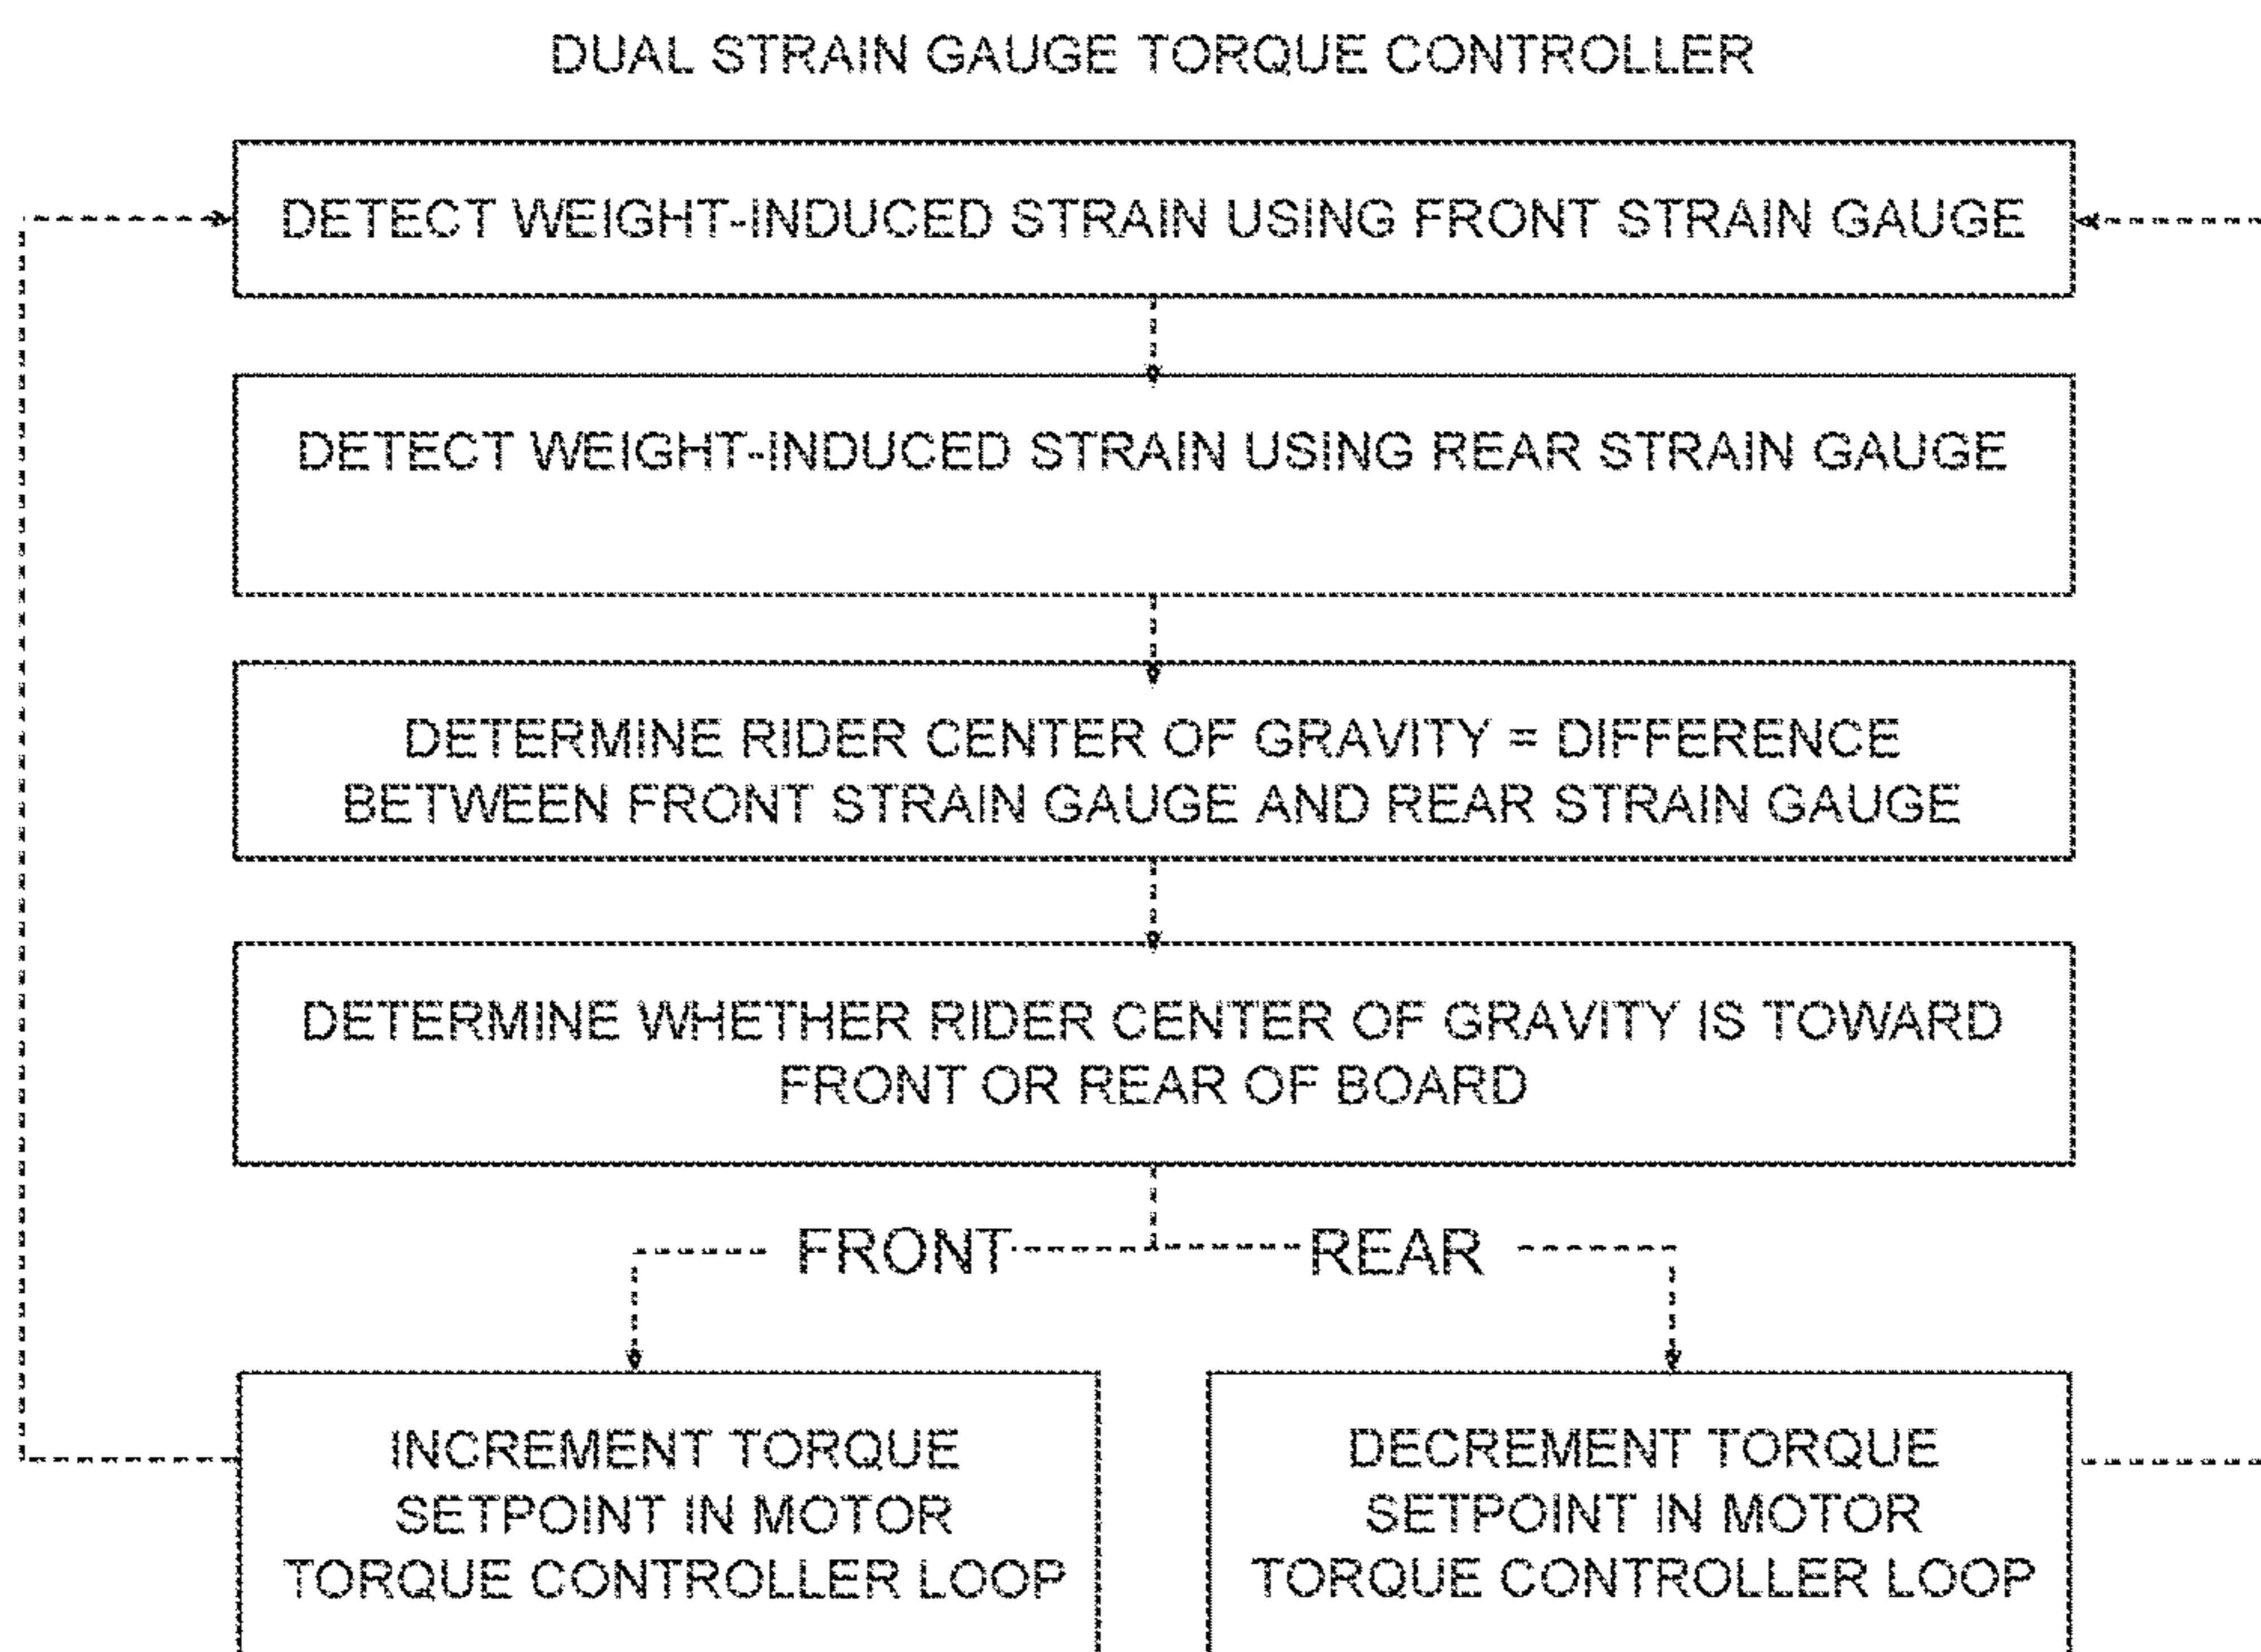 DUAL STRAIN GAUGE TORQUE CONTROLLER
DETECT WEIGHT-INDUCED STRAIN USING FRONT STRAIN GAUGE
DETECT WEIGHT-INDUCED STRAIN USING REAR STRAIN GAUGE
DETERMINE RIDER CENTER OF GRAVITY = DIFFERENCE
BETWEEN FRONT STRAIN GAUGE AND REAR STRAIN GAUGE
DETERMINE WHETHER RIDER CENTER OF GRAVITY IS TOWARD
FRONT OR REAR OF BOARD
FRONT
REAR
INCREMENT TORQUE
SETPOINT IN MOTOR
TORQUE CONTROLLER LOOP
DECREMENT TORQUE
SETPOINT IN MOTOR
TORQUE CONTROLLER LOOP